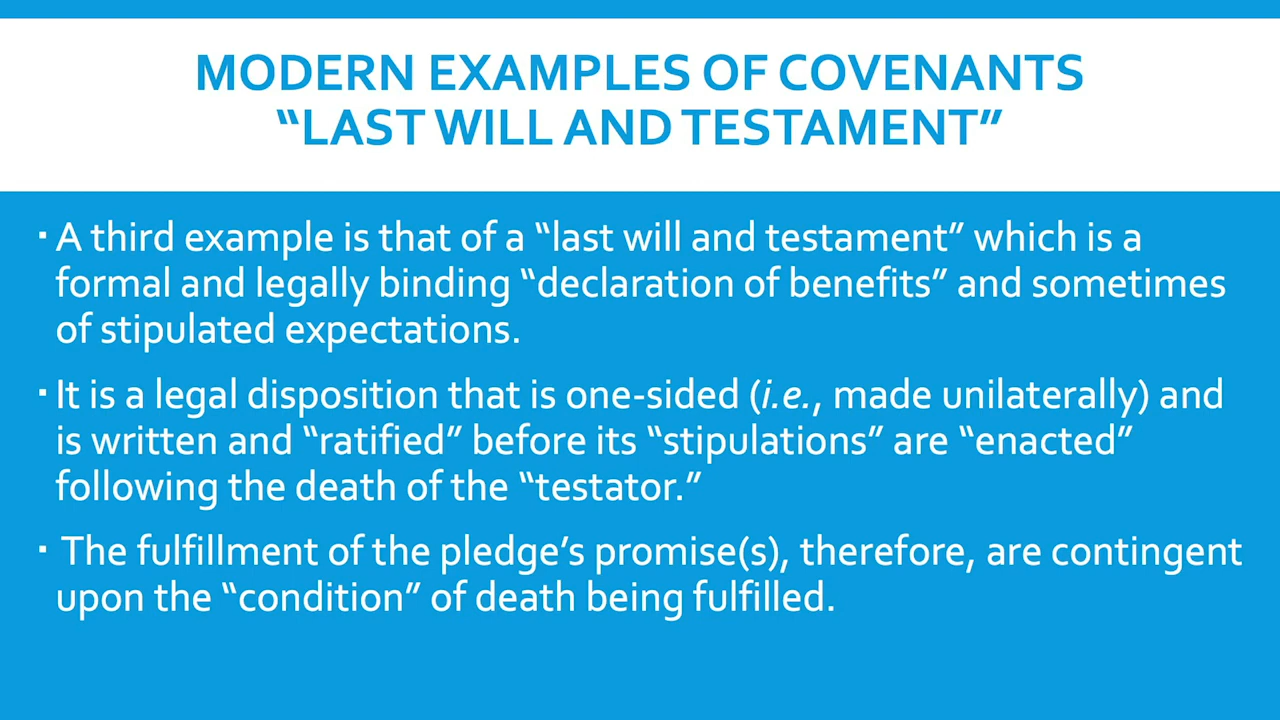 MODERN EXAMPLES OF COVENANTS
“LAST WILL AND TESTAMENT”
▪ A third example is that of a “last will and testament” which is a
formal and legally binding “declaration of benefits” and sometimes
of stipulated expectations.
▪ It is a legal disposition that is one-sided (i.e., made unilaterally) and
is written and “ratified” before its “stipulations” are “enacted”
following the death of the “testator.”
▪ The fulfillment of the pledge’s promise(s), therefore, are contingent
upon the “condition” of death being fulfilled.